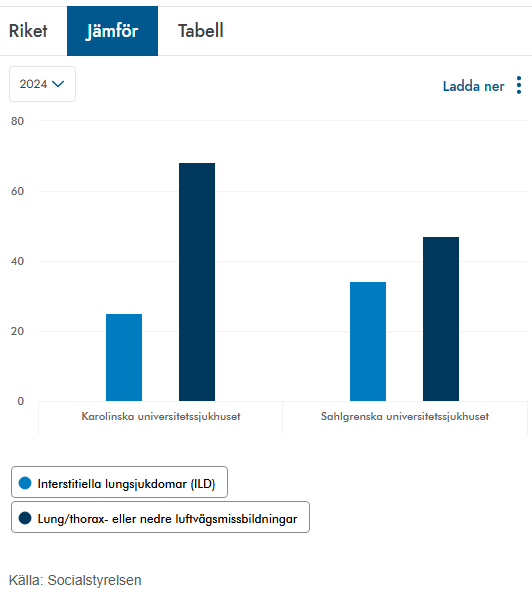 Riket Jämför Tabell
2024
Ladda ner
80
60
40
20
0
Karolinska universitetssjukhuset Sahlgrenska universitetssjukhuset
Interstitiella lungsjukdomar (ILD)
Lung/thorax- eller nedre luftvägsmissbildningar
Källa: Socialstyrelsen